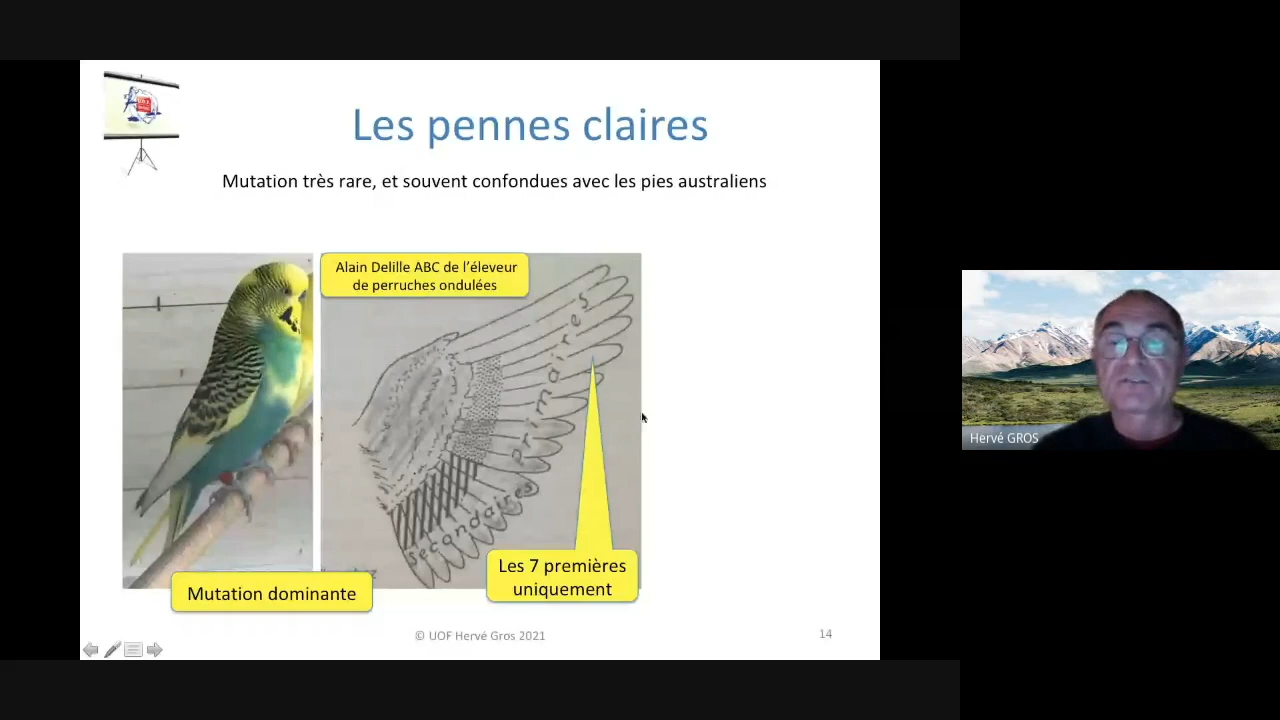 Les pennes claires
Mutation très rare, et souvent confondues avec les pies australiens
Alain Delille ABC de l’éleveur
de perruches ondulées
primaires
secondaires
Les 7 premières
uniquement
Mutation dominante
© UOF Hervé Gros 2021
14
Hervé GROS